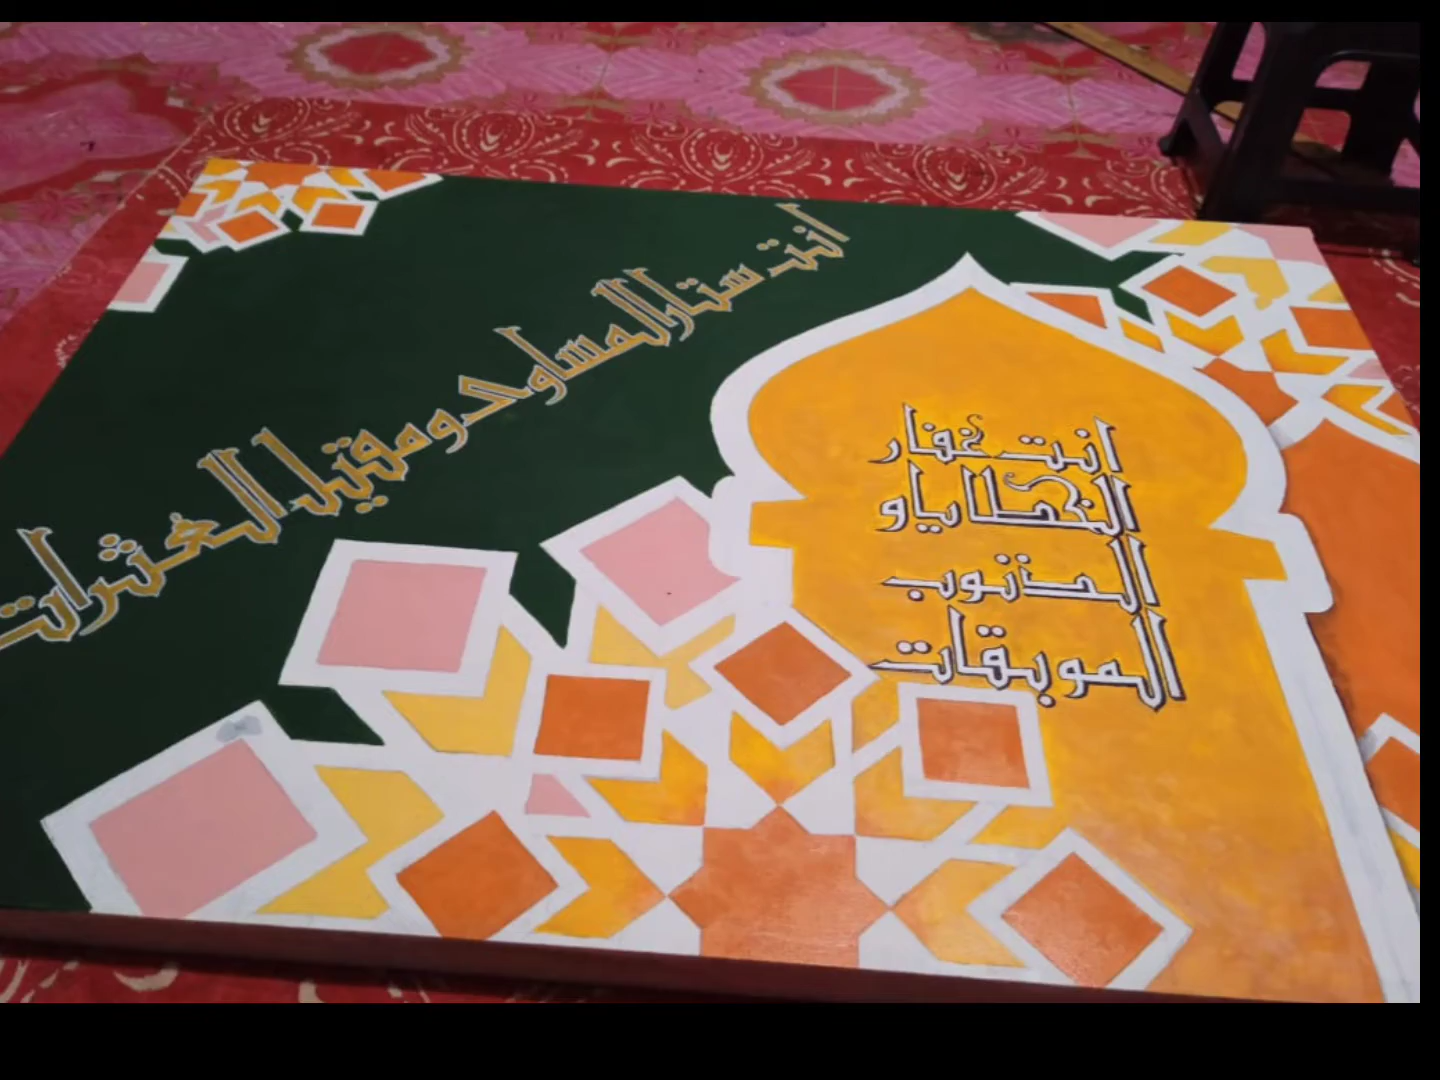 انت ستار المساوي ومقيل العثرات
انت غفار
الخطايا و
الذنوب
الموبقات